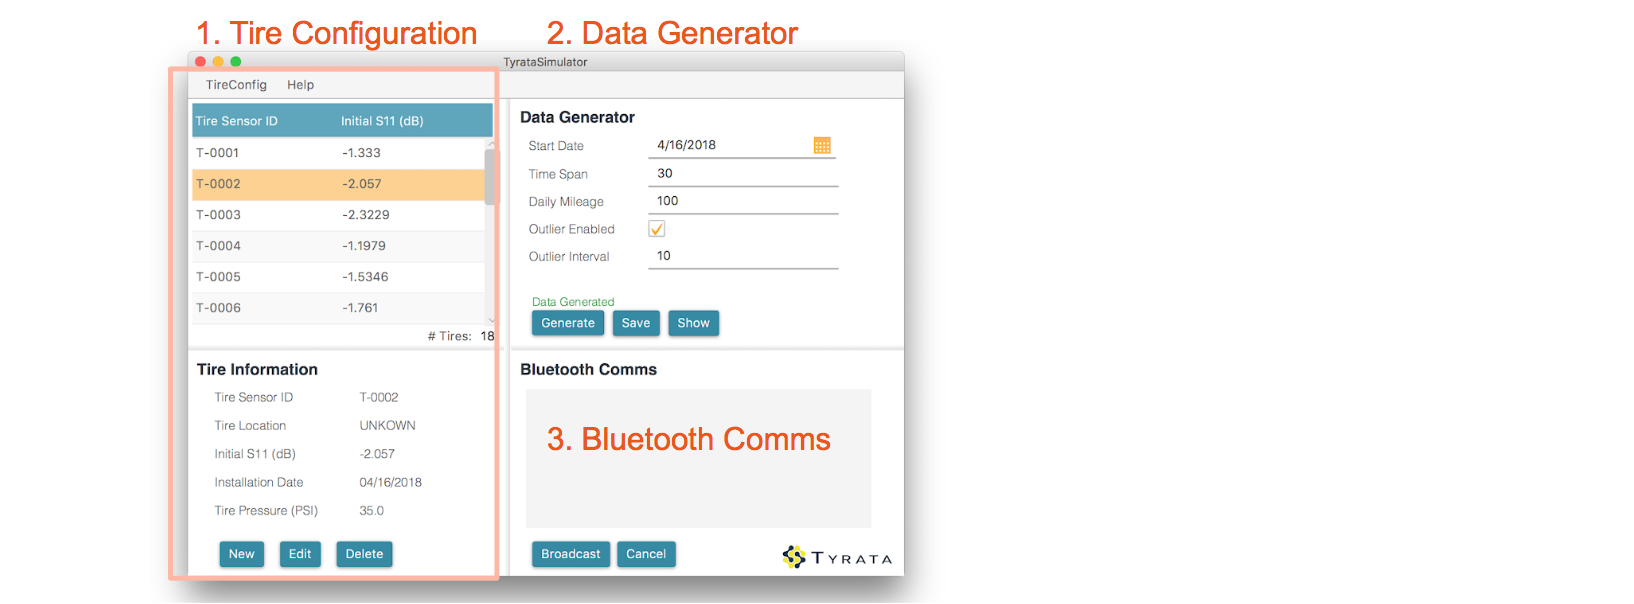 1. Tire Configuration
2. Data Generator
TyrataSimulator
TireConfig Help
Tire Sensor ID Initial S11 (dB)
T-0001 -1.333
T-0002 -2.057
T-0003 -2.3229
T-0004 -1.1979
T-0005 -1.5346
T-0006 -1.761
# Tires: 18
Tire Information
Tire Sensor ID T-0002
Tire Location UNKOWN
Initial S11 (dB) -2.057
Installation Date 04/16/2018
Tire Pressure (PSI) 35.0
New Edit Delete
Data Generator
Start Date 4/16/2018
Time Span 30
Daily Mileage 100
Outlier Enabled
Outlier Interval 10
Data Generated
Generate Save Show
Bluetooth Comms
3. Bluetooth Comms
Broadcast Cancel
TYRATA